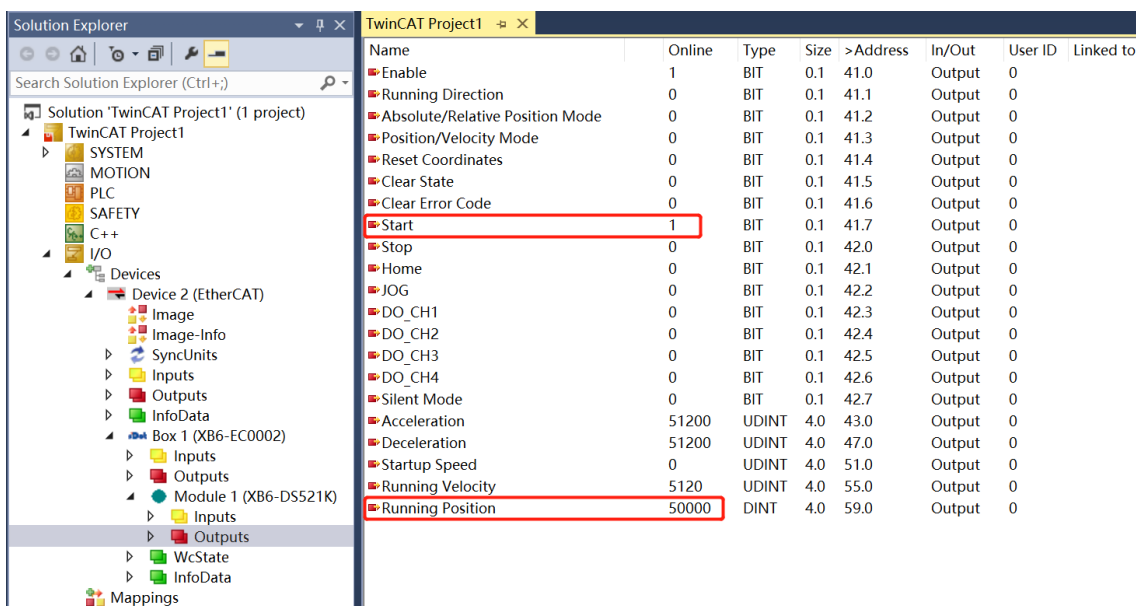 Solution Explorer
Search Solution Explorer (Ctrl+;)
Solution 'TwinCAT Project1' (1 project)
TwinCAT Project1
SYSTEM
MOTION
PLC
SAFETY
C++
I/O
Devices
Device 2 (EtherCAT)
Image
Image-Info
SyncUnits
Inputs
Outputs
InfoData
Box 1 (XB6-EC0002)
Inputs
Outputs
Module 1 (XB6-DS521K)
Inputs
Outputs
WcState
InfoData
Mappings
TwinCAT Project1
Name Online Type Size >Address In/Out User ID Linked to
Enable 1 BIT 0.1 41.0 Output 0
Running Direction 0 BIT 0.1 41.1 Output 0
Absolute/Relative Position Mode 0 BIT 0.1 41.2 Output 0
Position/Velocity Mode 0 BIT 0.1 41.3 Output 0
Reset Coordinates 0 BIT 0.1 41.4 Output 0
Clear State 0 BIT 0.1 41.5 Output 0
Clear Error Code 0 BIT 0.1 41.6 Output 0
Start 1 BIT 0.1 41.7 Output 0
Stop 0 BIT 0.1 42.0 Output 0
Home 0 BIT 0.1 42.1 Output 0
JOG 0 BIT 0.1 42.2 Output 0
DO_CH1 0 BIT 0.1 42.3 Output 0
DO_CH2 0 BIT 0.1 42.4 Output 0
DO_CH3 0 BIT 0.1 42.5 Output 0
DO_CH4 0 BIT 0.1 42.6 Output 0
Silent Mode 0 BIT 0.1 42.7 Output 0
Acceleration 51200 UDINT 4.0 43.0 Output 0
Deceleration 51200 UDINT 4.0 47.0 Output 0
Startup Speed 0 UDINT 4.0 51.0 Output 0
Running Velocity 5120 UDINT 4.0 55.0 Output 0
Running Position 50000 DINT 4.0 59.0 Output 0